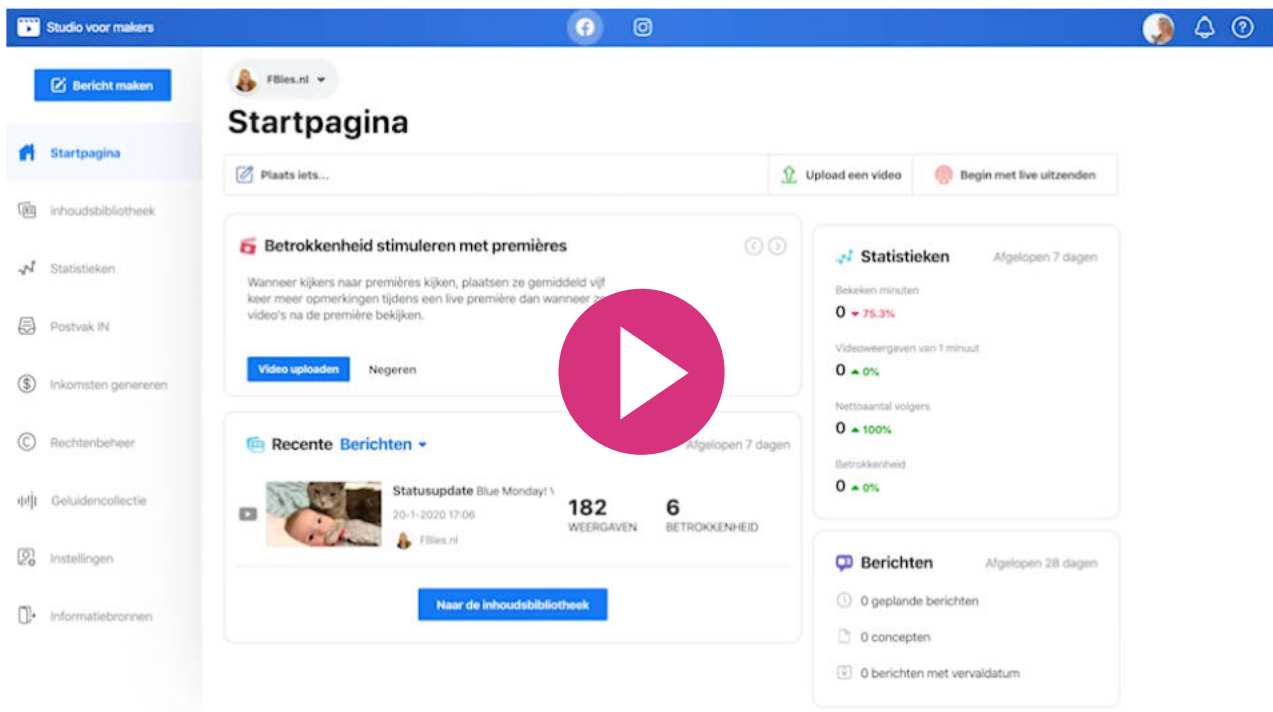 Studio voor makers
Bericht maken
Startpagina
inhoudsbibliotheek
Statistieken
Postvak IN
Inkomsten genereren
Rechtenbeheer
Geluidencollectie
Instellingen
Informatiebronnen
FBles.nl
Startpagina
Plaats iets...
Upload een video
Begin met live uitzenden
Betrokkenheid stimuleren met premières
Wanneer kijkers naar premières kijken, plaatsen ze gemiddeld vijf
keer meer opmerkingen tijdens een live première dan wanneer
video's na de première bekijken.
Video uploaden
Negeren
Recente Berichten
Afgelopen 7 dagen
Statusupdate Blue Monday!
20-1-2020 17:06
FBles.nl
182
WEERGAVEN
6
BETROKKENHEID
Naar de inhoudsbibliotheek
Statistieken
Afgelopen 7 dagen
Bekeken minuten
0 75.3%
Videoweergaven van 1 minuut
0 0%
Nettoaantal volgers
0 100%
Betrokkenheid
0 0%
Berichten
Afgelopen 28 dagen
0 geplande berichten
0 concepten
0 berichten met vervaldatum